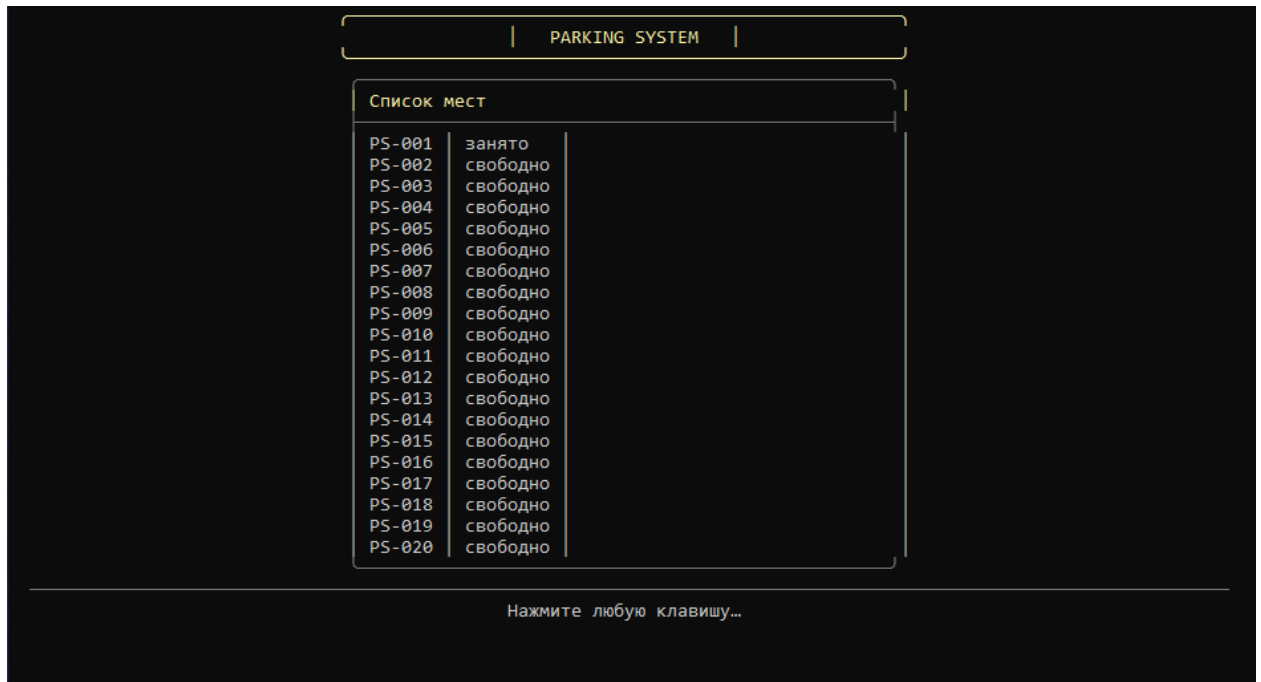 PARKING SYSTEM
Список мест
PS-001 занято
PS-002 свободно
PS-003 свободно
PS-004 свободно
PS-005 свободно
PS-006 свободно
PS-007 свободно
PS-008 свободно
PS-009 свободно
PS-010 свободно
PS-011 свободно
PS-012 свободно
PS-013 свободно
PS-014 свободно
PS-015 свободно
PS-016 свободно
PS-017 свободно
PS-018 свободно
PS-019 свободно
PS-020 свободно
Нажмите любую клавишу…